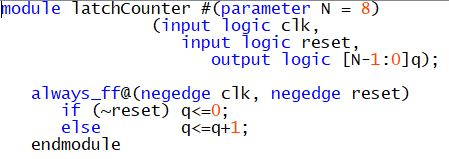 module latchCounter #(parameter N = 8)
(input logic clk,
input logic reset,
output logic [N-1:0]q);
always_ff@(negedge clk, negedge reset)
if (~reset) q<=0;
else q<=q+1;
endmodule